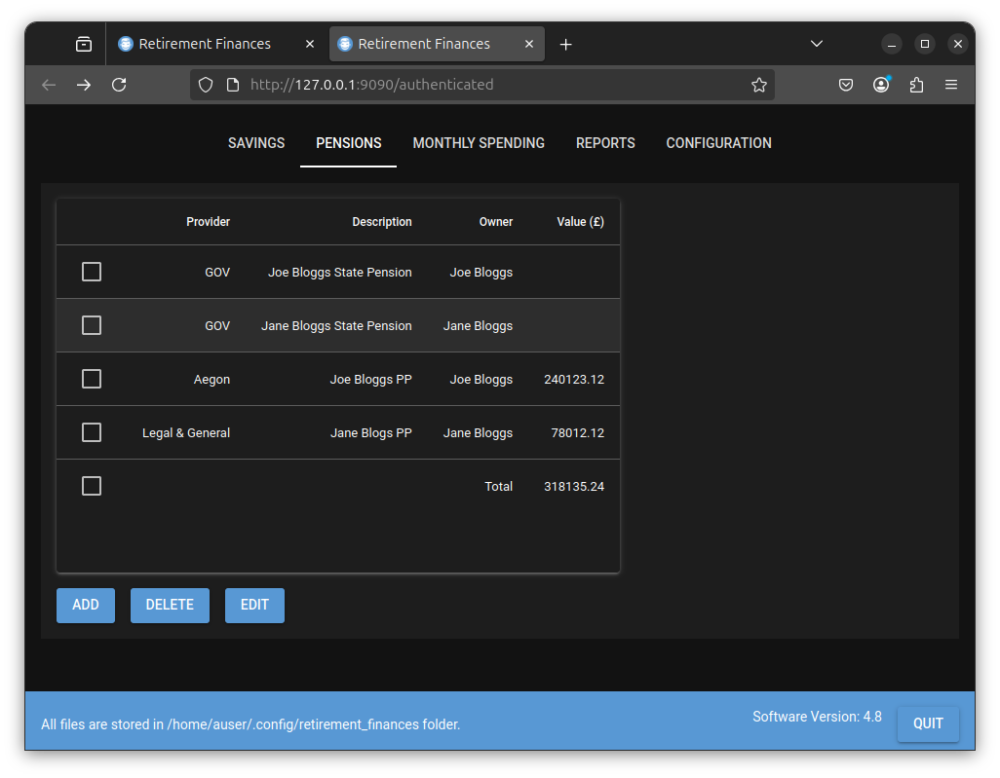 Retirement Finances Retirement Finances
http://127.0.0.1:9090/authenticated
SAVINGS PENSIONS MONTHLY SPENDING REPORTS CONFIGURATION
Provider Description Owner Value (£)
GOV Joe Bloggs State Pension Joe Bloggs
GOV Jane Bloggs State Pension Jane Bloggs
Aegon Joe Bloggs PP Joe Bloggs 240123.12
Legal & General Jane Blogs PP Jane Bloggs 78012.12
Total 318135.24
ADD DELETE EDIT
All files are stored in /home/auser/.config/retirement_finances folder. Software Version: 4.8 QUIT